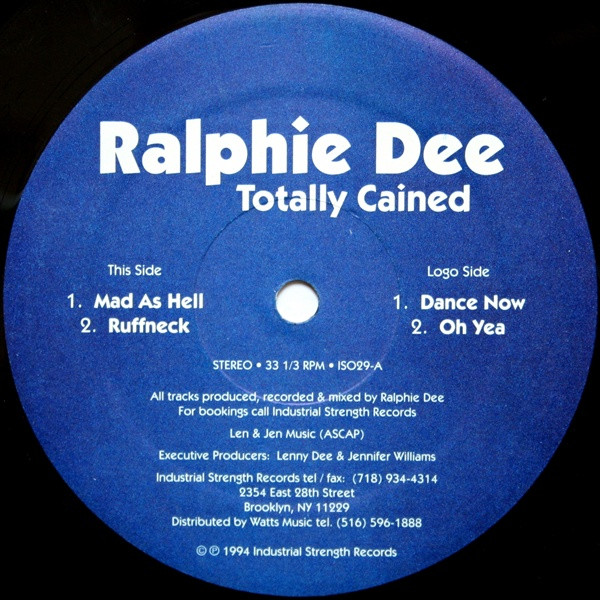 Ralphie Dee
Totally Cained
This Side
1. Mad As Hell
2. Ruffneck
Logo Side
1. Dance Now
2. Oh Yea
STEREO • 33 1/3 RPM • ISO29-A
All tracks produced, recorded & mixed by Ralphie Dee
For bookings call Industrial Strength Records
Len & Jen Music (ASCAP)
Executive Producers: Lenny Dee & Jennifer Williams
Industrial Strength Records tel / fax: (718) 934-4314
2354 East 28th Street
Brooklyn, NY 11229
Distributed by Watts Music tel. (516) 596-1888
© ℗ 1994 Industrial Strength Records